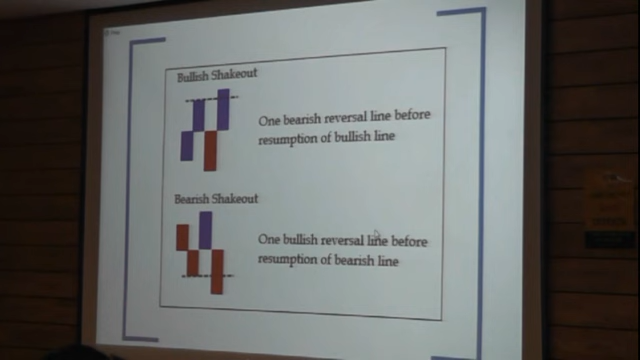 Bullish Shakeout
One bearish reversal line before
resumption of bullish line
Bearish Shakeout
One bullish reversal line before
resumption of bearish line